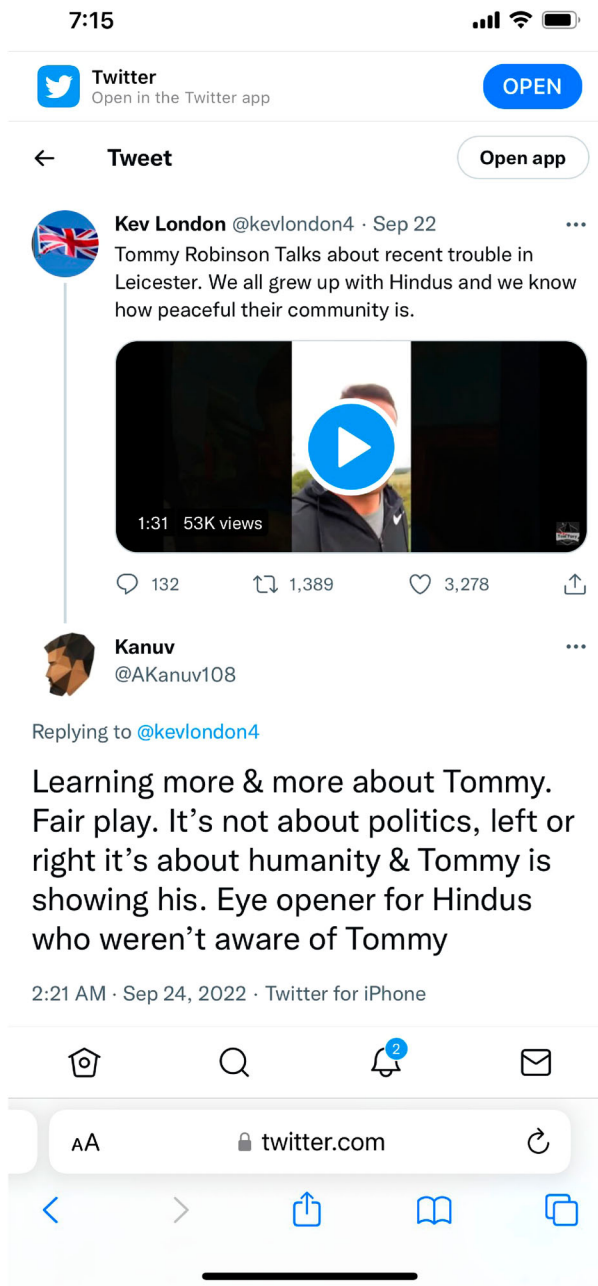 7:15
Twitter
Open in the Twitter app
OPEN
Tweet
Open app
Kev London @kevlondon4 · Sep 22
Tommy Robinson Talks about recent trouble in
Leicester. We all grew up with Hindus and we know
how peaceful their community is.
1:31 53K views
132 1,389 3,278
Kanuv
@AKanuv108
Replying to @kevlondon4
Learning more & more about Tommy.
Fair play. It’s not about politics, left or
right it’s about humanity & Tommy is
showing his. Eye opener for Hindus
who weren’t aware of Tommy
2:21 AM · Sep 24, 2022 · Twitter for iPhone
2
AA twitter.com